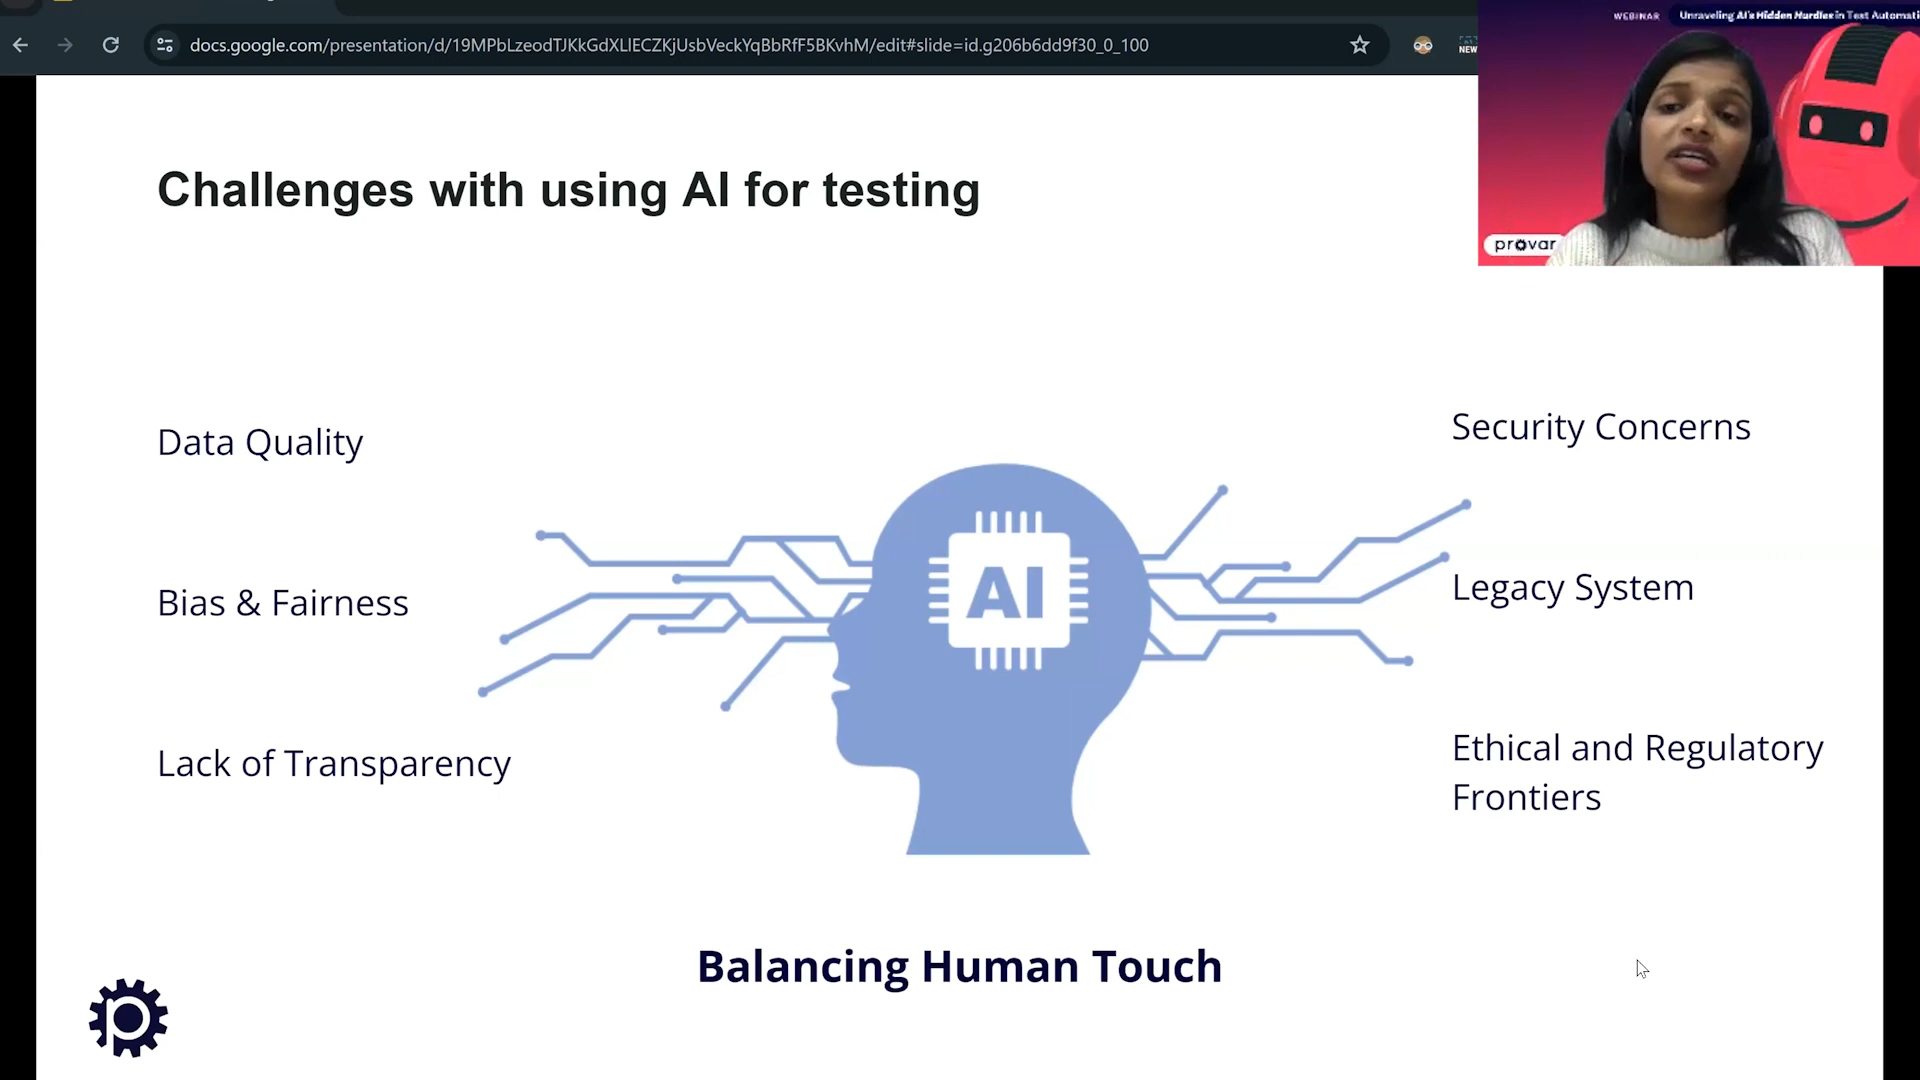 docs.google.com/presentation/d/19MPbLzeodTJKkGdXLIECZKjUsbVeckYqBbRfF5BKvhM/edit#slide=id.g206b6dd9f30_0_100
NEW
WEBINAR Unraveling AI's Hidden Hurdles in Test Automati
provar
Challenges with using AI for testing
Data Quality
Security Concerns
AI
Bias & Fairness
Legacy System
Lack of Transparency
Ethical and Regulatory
Frontiers
Balancing Human Touch